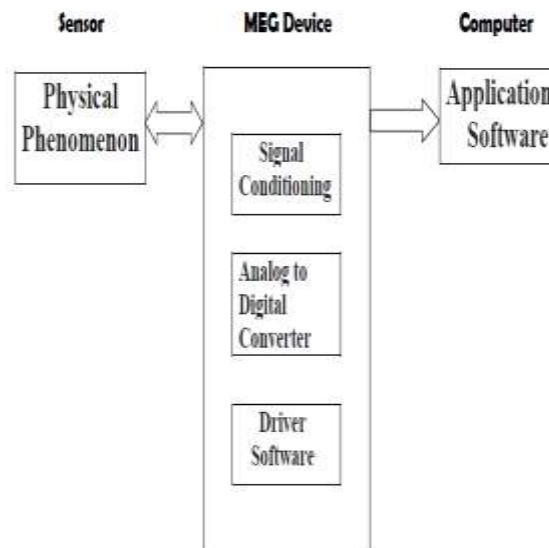 Sensor
MEG Device
Computer
Physical
Phenomenon
Application
Software
Signal
Conditioning
Analog to
Digital
Converter
Driver
Software